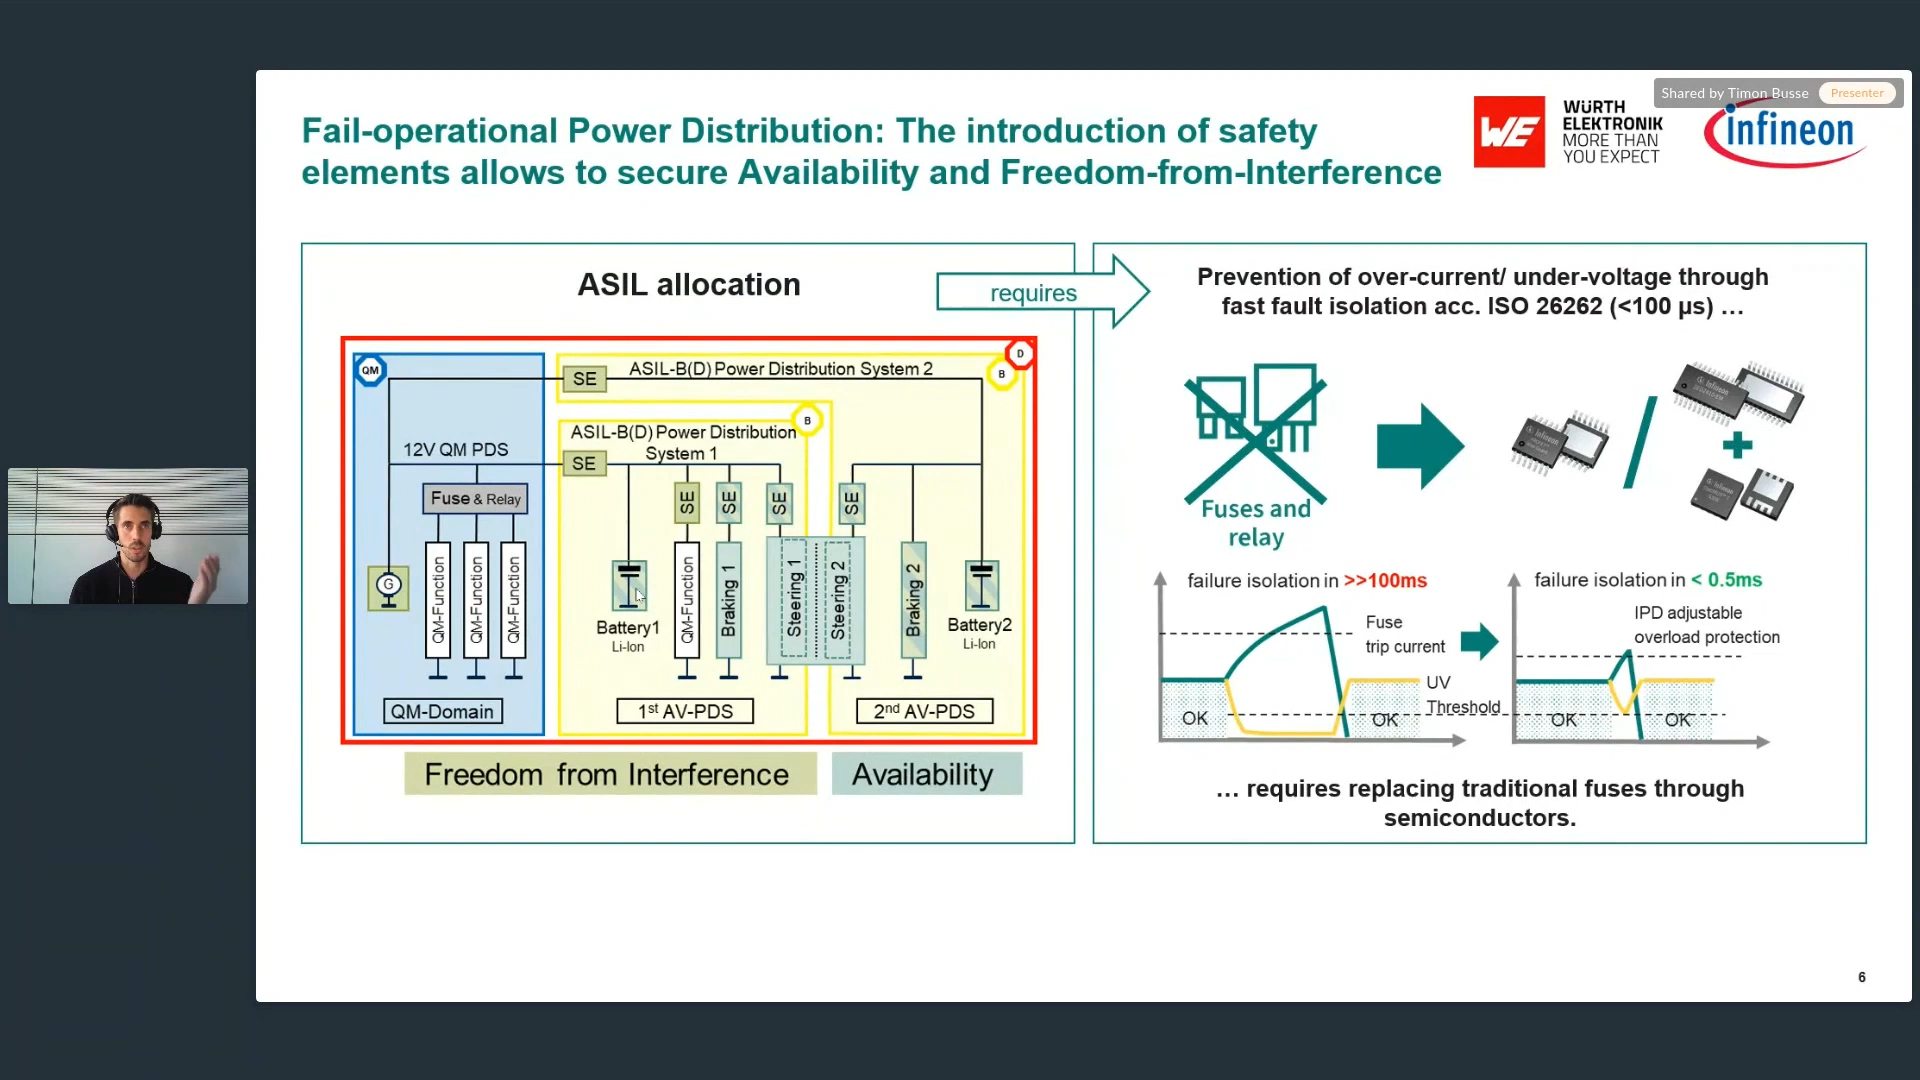 Shared by Timon Busse Presenter
Fail-operational Power Distribution: The introduction of safety
elements allows to secure Availability and Freedom-from-Interference
WE
WÜRTH
ELEKTRONIK
MORE THAN
YOU EXPECT
infineon
ASIL allocation
requires
QM
D
B
SE
ASIL-B(D) Power Distribution System 2
B
12V QM PDS
SE
ASIL-B(D) Power Distribution
System 1
Fuse & Relay
SE
SE
SE
SE
G
QM-Function
QM-Function
QM-Function
Battery1
Li-Ion
QM-Function
Braking 1
Steering 1
Steering 2
Braking 2
Battery2
Li-Ion
QM-Domain
1st AV-PDS
2nd AV-PDS
Freedom from Interference
Availability
Prevention of over-current/ under-voltage through
fast fault isolation acc. ISO 26262 (<100 µs) …
Fuses and
relay
Infineon
Infineon
Infineon
failure isolation in >>100ms
Fuse
trip current
UV
Threshold
OK
OK
failure isolation in < 0.5ms
IPD adjustable
overload protection
OK
OK
… requires replacing traditional fuses through
semiconductors.
6